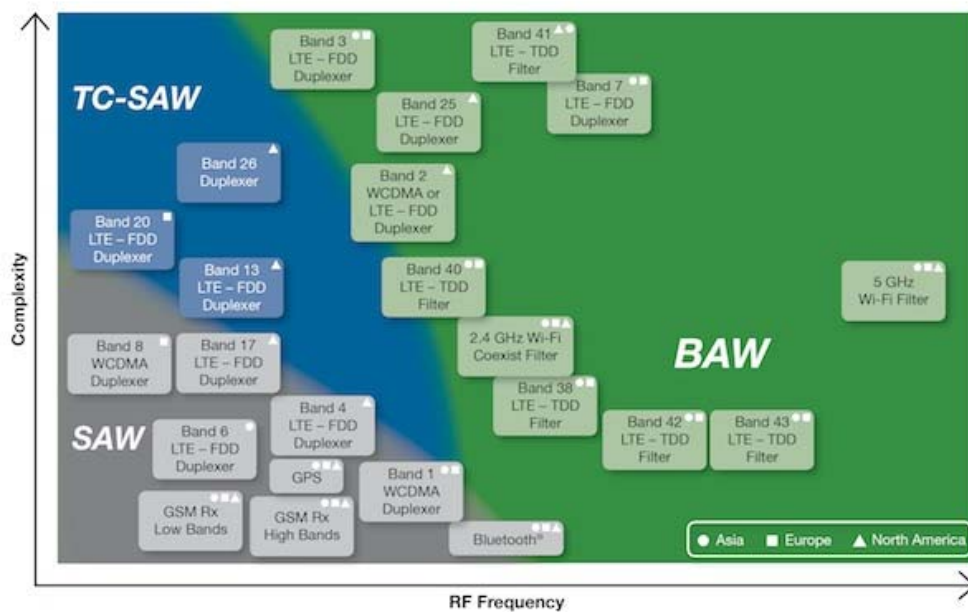 Complexity
TC-SAW
Band 3
LTE – FDD
Duplexer
Band 41
LTE – TDD
Filter
Band 7
LTE – FDD
Duplexer
Band 25
LTE – FDD
Duplexer
Band 26
Duplexer
Band 2
WCDMA or
LTE – FDD
Duplexer
Band 20
LTE – FDD
Duplexer
Band 13
LTE – FDD
Duplexer
Band 40
LTE – TDD
Filter
5 GHz
Wi-Fi Filter
Band 8
WCDMA
Duplexer
Band 17
LTE – FDD
Duplexer
2.4 GHz Wi-Fi
Coexist Filter
BAW
Band 38
LTE – TDD
Filter
SAW
Band 4
LTE – FDD
Duplexer
Band 42
LTE – TDD
Filter
Band 43
LTE – TDD
Filter
Band 6
LTE – FDD
Duplexer
GPS
Band 1
WCDMA
Duplexer
GSM Rx
Low Bands
GSM Rx
High Bands
Bluetooth®
Asia
Europe
North America
RF Frequency